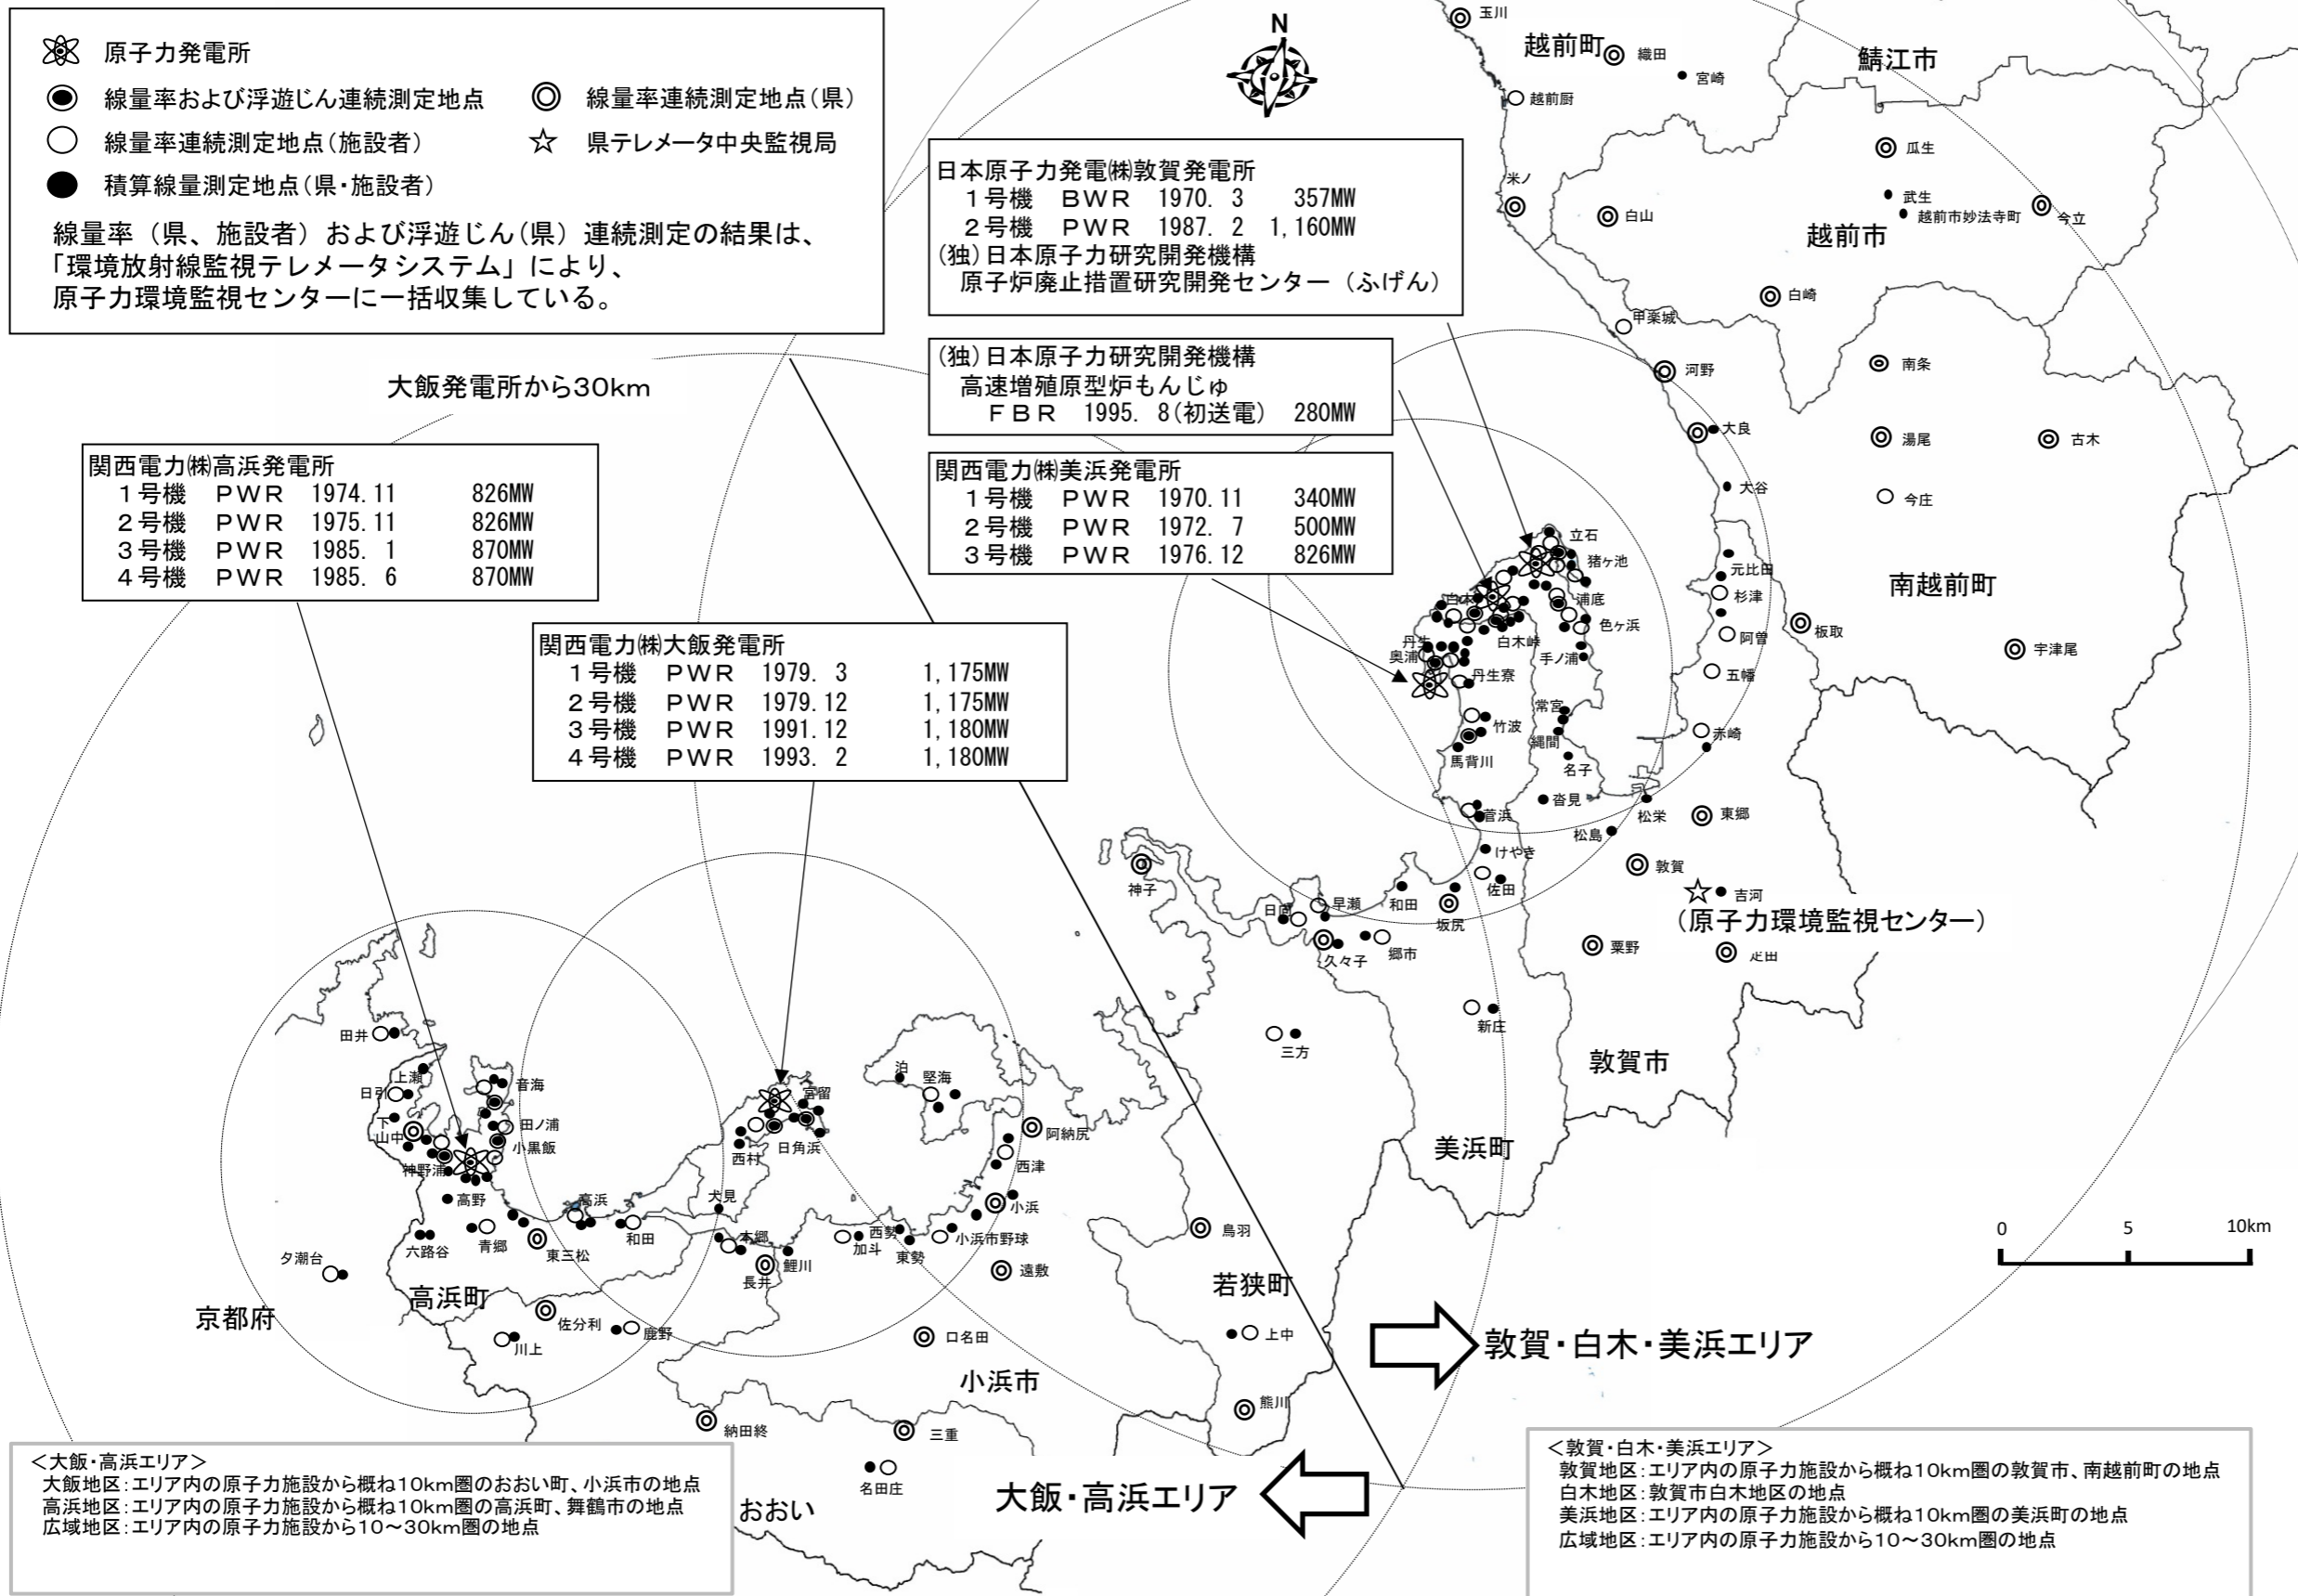 原子力発電所
線量率および浮遊じん連続測定地点
線量率連続測定地点(県)
線量率連続測定地点(施設者)
県テレメータ中央監視局
積算線量測定地点(県・施設者)
線量率(県、施設者)および浮遊じん(県)連続測定の結果は、
「環境放射線監視テレメータシステム」により、
原子力環境監視センターに一括収集している。
N
日本原子力発電㈱敦賀発電所
1号機 BWR 1970. 3 357MW
2号機 PWR 1987. 2 1,160MW
(独)日本原子力研究開発機構
原子炉廃止措置研究開発センター(ふげん)
(独)日本原子力研究開発機構
高速増殖原型炉もんじゅ
FBR 1995. 8(初送電) 280MW
関西電力㈱美浜発電所
1号機 PWR 1970.11 340MW
2号機 PWR 1972. 7 500MW
3号機 PWR 1976.12 826MW
大飯発電所から30km
関西電力㈱高浜発電所
1号機 PWR 1974.11 826MW
2号機 PWR 1975.11 826MW
3号機 PWR 1985. 1 870MW
4号機 PWR 1985. 6 870MW
関西電力㈱大飯発電所
1号機 PWR 1979. 3 1,175MW
2号機 PWR 1979.12 1,175MW
3号機 PWR 1991.12 1,180MW
4号機 PWR 1993. 2 1,180MW
玉川
越前町
織田
宮崎
鯖江市
越前厨
瓜生
米ノ
白山
武生
越前市妙法寺町
今立
越前市
白崎
甲楽城
河野
南条
大良
湯尾
古木
大谷
今庄
立石
猪ヶ池
元比田
南越前町
白木
浦底
杉津
色ヶ浜
板取
丹生
白木峠
阿曽
奥浦
手ノ浦
宇津尾
丹生寮
五幡
常宮
竹波
縄間
赤崎
馬背川
名子
沓見
菅浜
松栄
東郷
松島
けやき
神子
敦賀
佐田
吉河
日向
早瀬
和田
坂尻
(原子力環境監視センター)
久々子
郷市
粟野
疋田
新庄
三方
敦賀市
美浜町
田井
上瀬
日引
音海
下
山中
田ノ浦
小黒飯
神野浦
高野
泊
堅海
宮留
阿納尻
西村
日角浜
西津
犬見
小浜
高浜
六路谷
青郷
東三松
和田
本郷
長井
鯉川
加斗
西勢
東勢
小浜市野球
遠敷
鳥羽
夕潮台
京都府
高浜町
佐分利
川上
鹿野
口名田
若狭町
上中
小浜市
熊川
納田終
三重
名田庄
おおい
0 5 10km
敦賀・白木・美浜エリア
大飯・高浜エリア
<大飯・高浜エリア>
大飯地区:エリア内の原子力施設から概ね10km圏のおおい町、小浜市の地点
高浜地区:エリア内の原子力施設から概ね10km圏の高浜町、舞鶴市の地点
広域地区:エリア内の原子力施設から10～30km圏の地点
<敦賀・白木・美浜エリア>
敦賀地区:エリア内の原子力施設から概ね10km圏の敦賀市、南越前町の地点
白木地区:敦賀市白木地区の地点
美浜地区:エリア内の原子力施設から概ね10km圏の美浜町の地点
広域地区:エリア内の原子力施設から10～30km圏の地点